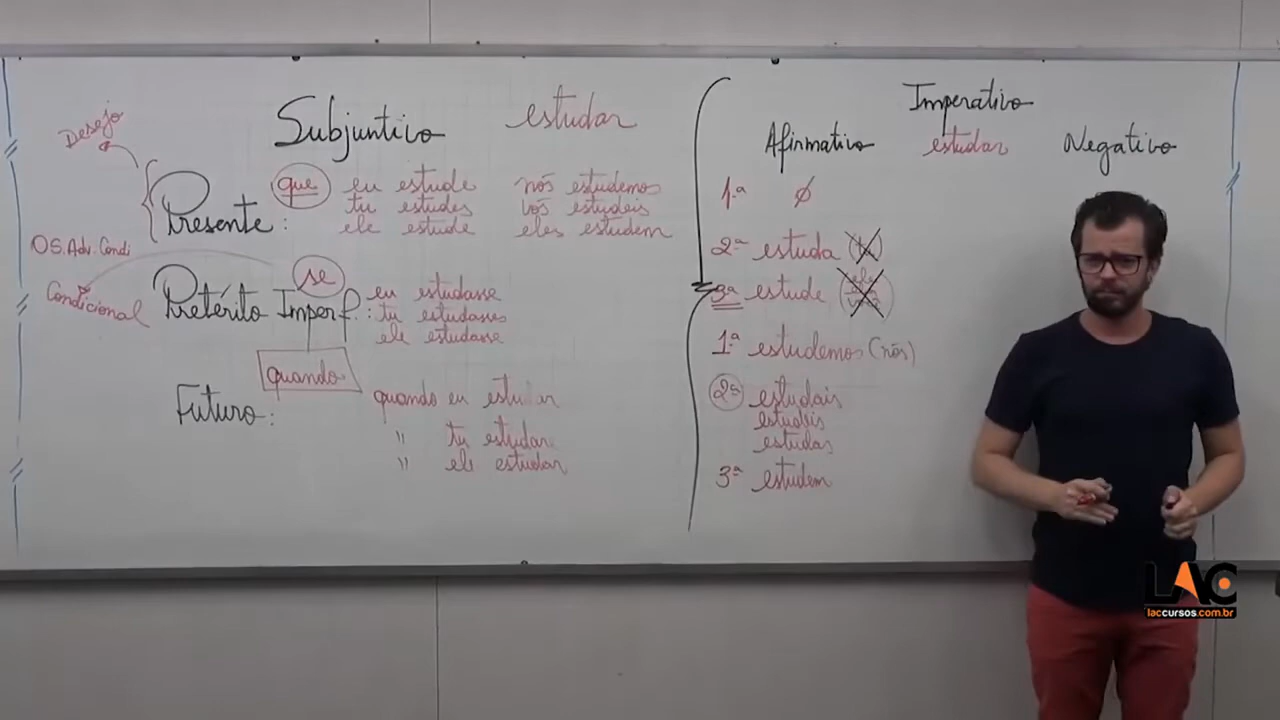 Subjuntivo estudar
Desejo
Presente: que eu estude nós estudemos
tu estudes vós estudeis
ele estude eles estudem
OS. Adv. Condi
Condicional
Pretérito Imperf.: se eu estudasse
tu estudasses
ele estudasse
quando
Futuro: quando eu estudar
" tu estudar
" ele estudar
Imperativo
Afirmativo estudar Negativo
1ª ∅
2ª estuda
3ª estude
1ª estudemos (nós)
2ª estudais
estudeis
estudas
3ª estudem
LAC
laccursos.com.br